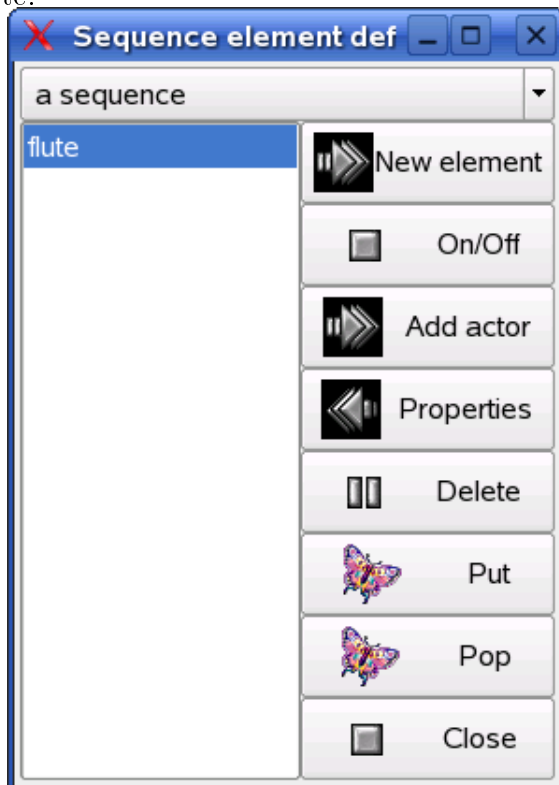 Sequence element def
a sequence
flute
New element
On/Off
Add actor
Properties
Delete
Put
Pop
Close